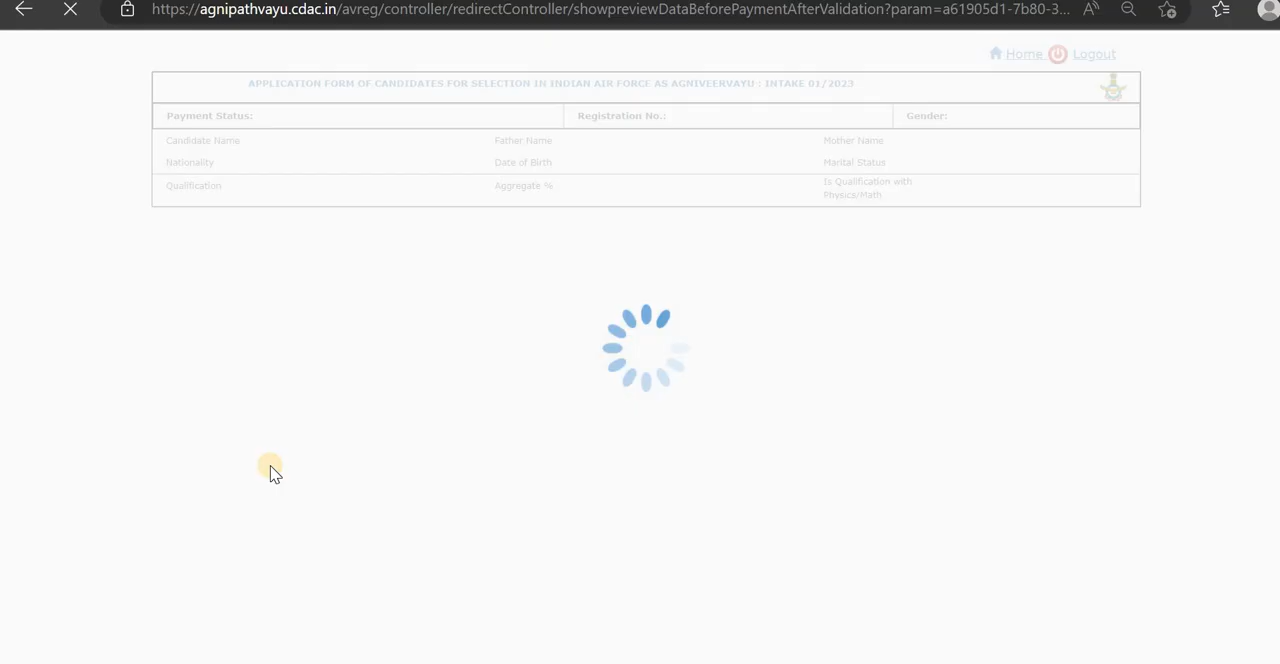 https://agnipathvayu.cdac.in/avreg/controller/redirectController/showpreviewDataBeforePaymentAfterValidation?param=a61905d1-7b80-3...
Home Logout
APPLICATION FORM OF CANDIDATES FOR SELECTION IN INDIAN AIR FORCE AS AGNIVEERVAYU : INTAKE 01/2023
Payment Status: Registration No.: Gender:
Candidate Name Father Name Mother Name
Nationality Date of Birth Marital Status
Qualification Aggregate % Is Qualification with
Physics/Math